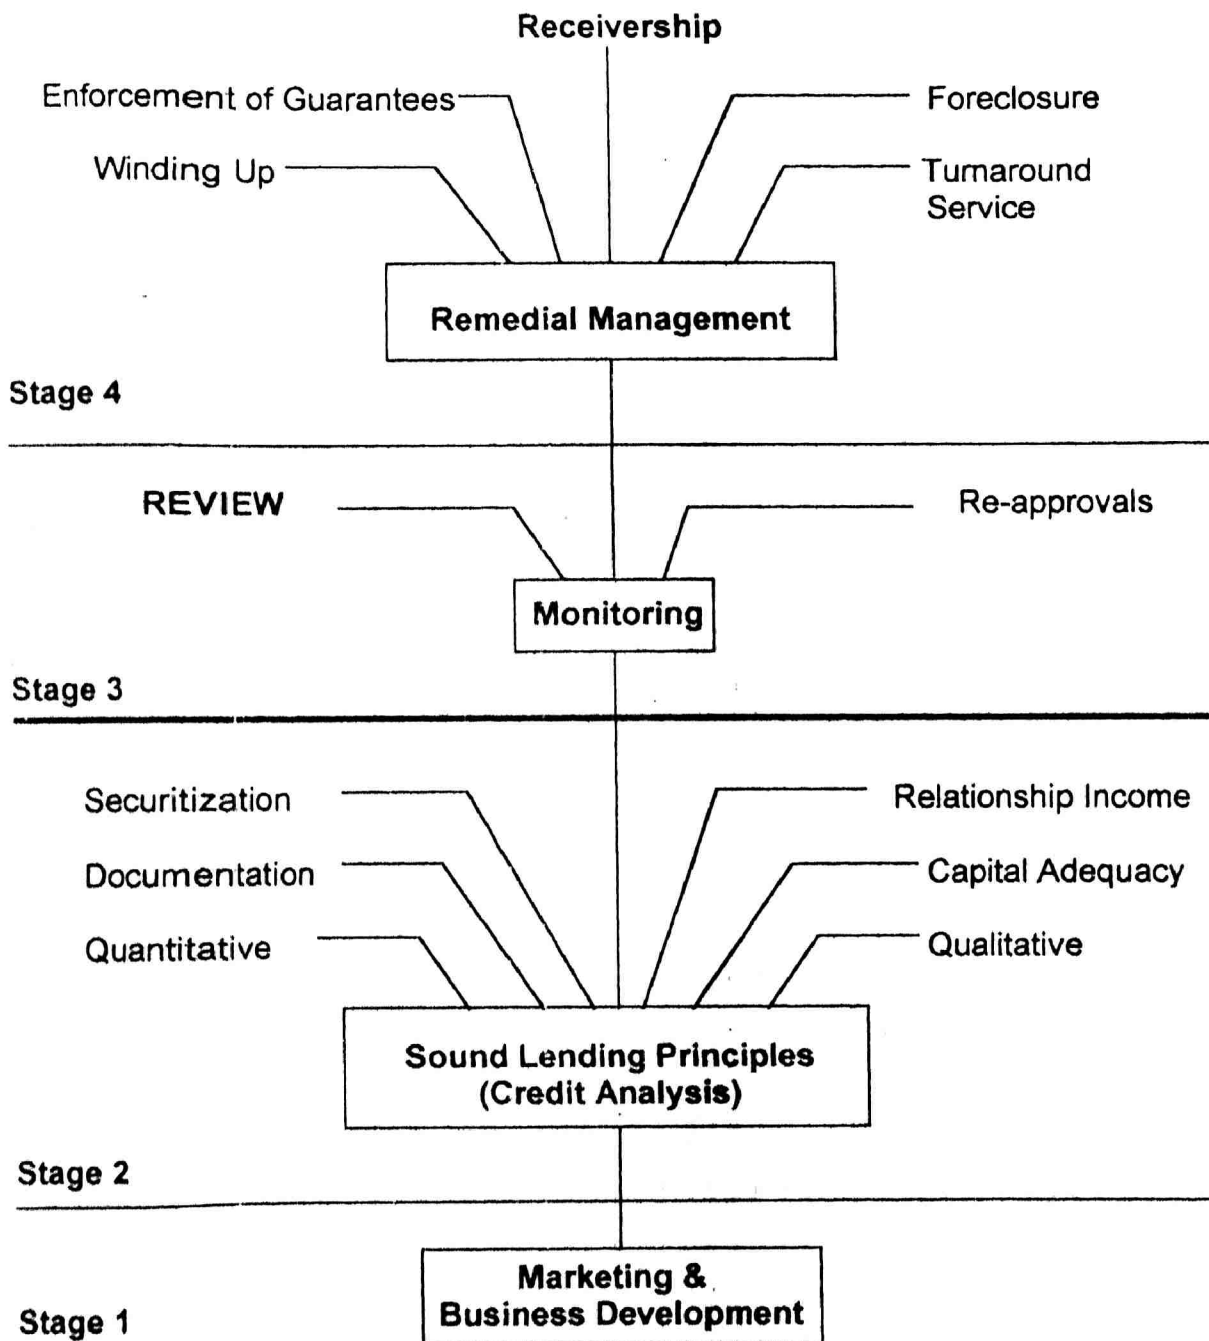 Receivership
Enforcement of Guarantees
Foreclosure
Winding Up
Turnaround
Service
Remedial Management
Stage 4
REVIEW
Re-approvals
Monitoring
Stage 3
Securitization
Relationship Income
Documentation
Capital Adequacy
Quantitative
Qualitative
Sound Lending Principles
(Credit Analysis)
Stage 2
Marketing &
Business Development
Stage 1